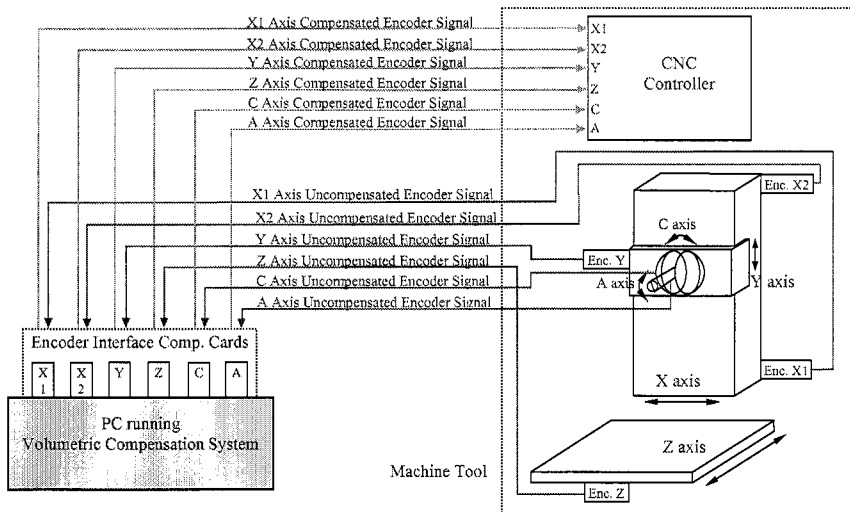 X1 Axis Compensated Encoder Signal
X2 Axis Compensated Encoder Signal
Y Axis Compensated Encoder Signal
Z Axis Compensated Encoder Signal
C Axis Compensated Encoder Signal
A Axis Compensated Encoder Signal
X1
X2
Y
Z
C
A
CNC
Controller
X1 Axis Uncompensated Encoder Signal
X2 Axis Uncompensated Encoder Signal
Y Axis Uncompensated Encoder Signal
Z Axis Uncompensated Encoder Signal
C Axis Uncompensated Encoder Signal
A Axis Uncompensated Encoder Signal
Enc. X2
C axis
Enc. Y
A axis
Y axis
Enc. X1
X axis
Z axis
Enc. Z
Machine Tool
Encoder Interface Comp. Cards
X
1
X
2
Y
Z
C
A
PC running
Volumetric Compensation System